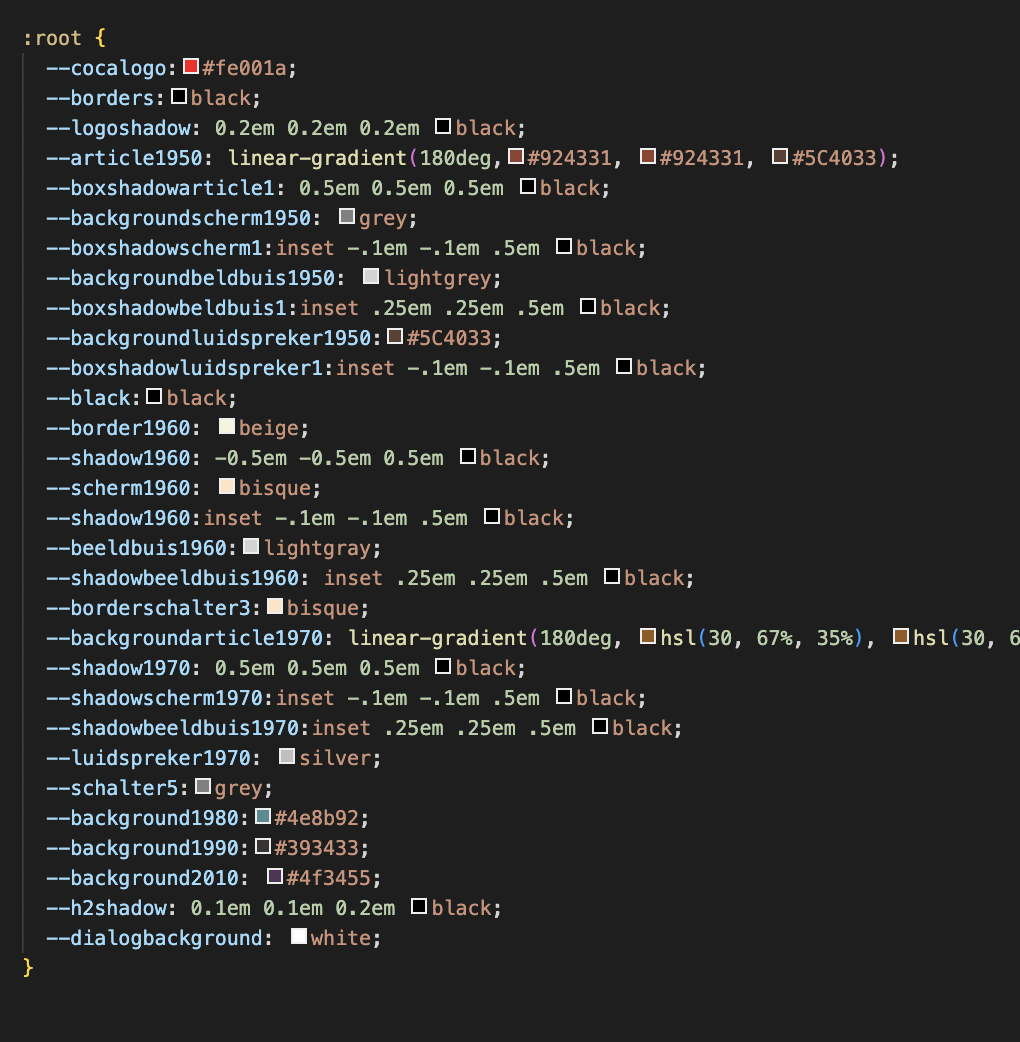 :root {
--cocalogo:#fe001a;
--borders:black;
--logoshadow: 0.2em 0.2em 0.2em black;
--article1950: linear-gradient(180deg,#924331, #924331, #5C4033);
--boxshadowarticle1: 0.5em 0.5em 0.5em black;
--backgroundscherm1950: grey;
--boxshadowscherm1:inset -.1em -.1em .5em black;
--backgroundbeldbuis1950: lightgrey;
--boxshadowbeldbuis1:inset .25em .25em .5em black;
--backgroundluidspreker1950:#5C4033;
--boxshadowluidspreker1:inset -.1em -.1em .5em black;
--black:black;
--border1960: beige;
--shadow1960: -0.5em -0.5em 0.5em black;
--scherm1960: bisque;
--shadow1960:inset -.1em -.1em .5em black;
--beeldbuis1960:lightgray;
--shadowbeeldbuis1960: inset .25em .25em .5em black;
--borderschalter3:bisque;
--backgroundarticle1970: linear-gradient(180deg, hsl(30, 67%, 35%), hsl(30, 6
--shadow1970: 0.5em 0.5em 0.5em black;
--shadowscherm1970:inset -.1em -.1em .5em black;
--shadowbeeldbuis1970:inset .25em .25em .5em black;
--luidspreker1970: silver;
--schalter5:grey;
--background1980:#4e8b92;
--background1990:#393433;
--background2010: #4f3455;
--h2shadow: 0.1em 0.1em 0.2em black;
--dialogbackground: white;
}